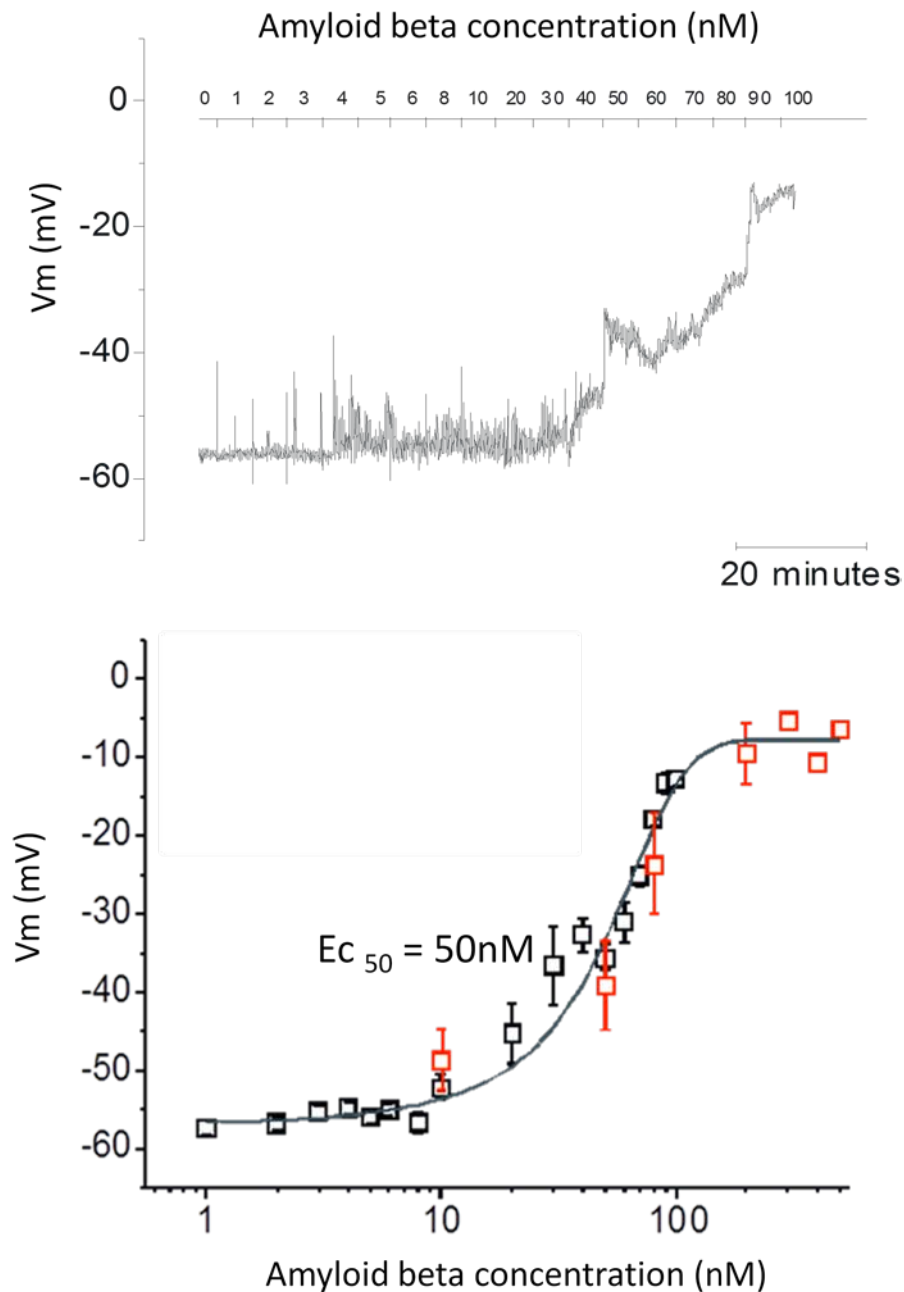 Amyloid beta concentration (nM)
0 1 2 3 4 5 6 8 10 20 30 40 50 60 70 80 90 100
0
-20
-40
-60
Vm (mV)
20 minutes
0
-10
-20
-30
-40
-50
-60
Vm (mV)
Ec 50 = 50nM
1 10 100
Amyloid beta concentration (nM)